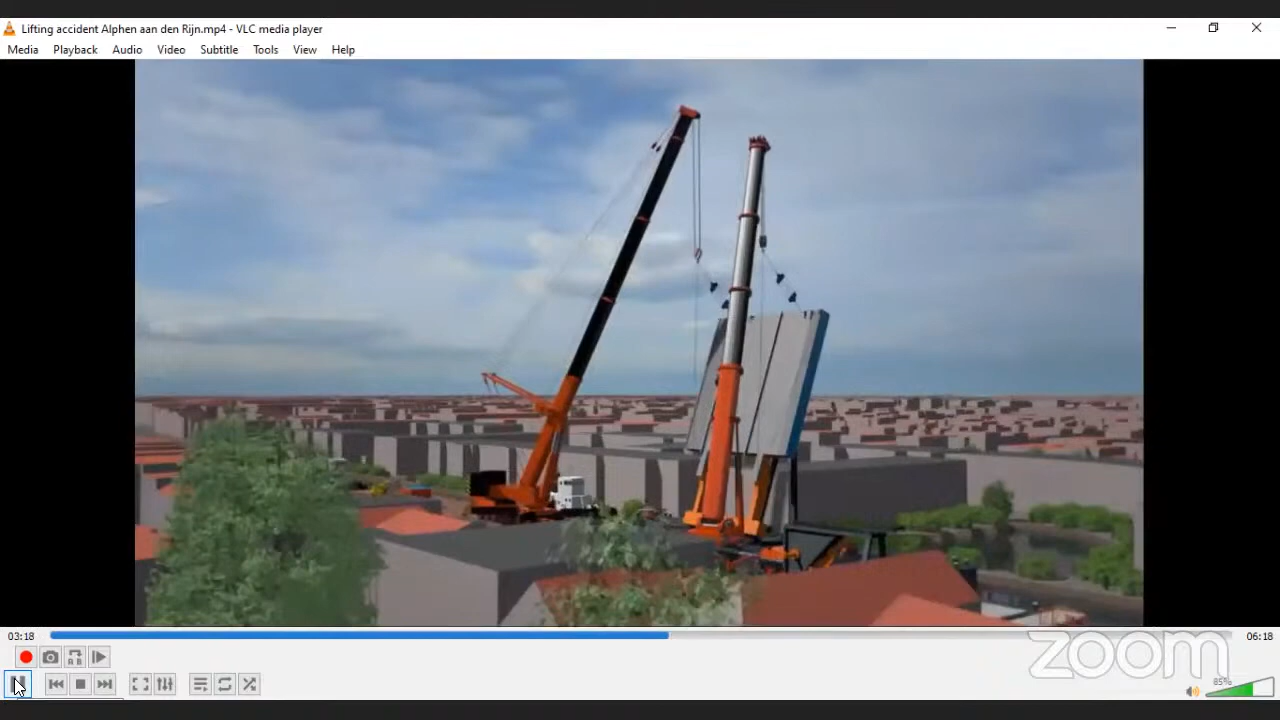 Lifting accident Alphen aan den Rijn.mp4 - VLC media player
Media Playback Audio Video Subtitle Tools View Help
03:18
06:18
zoom
85%